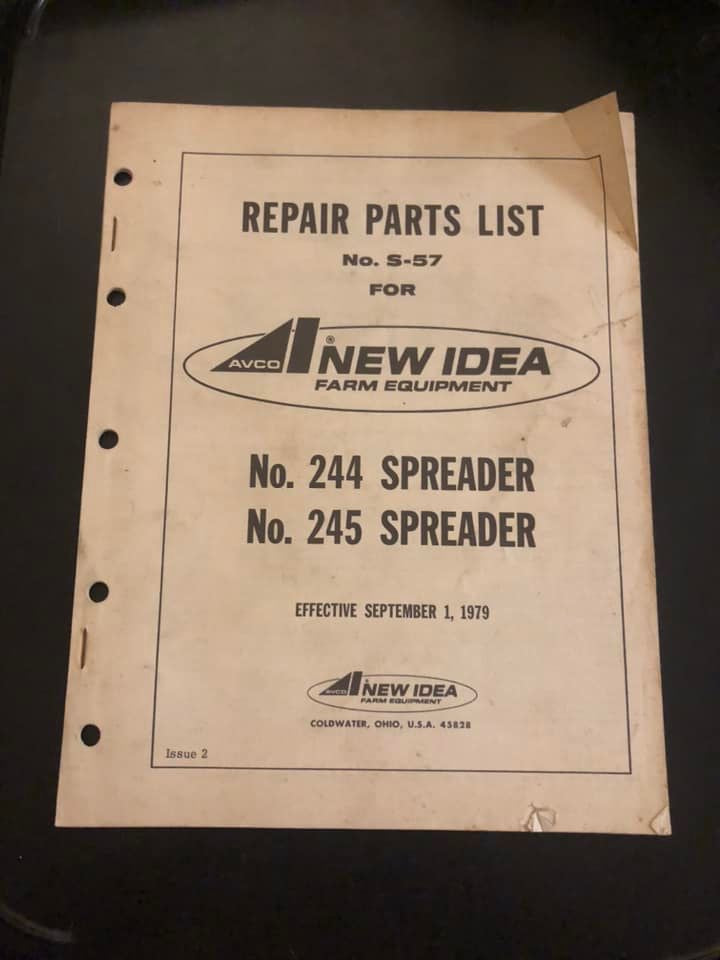 REPAIR PARTS LIST
No. S-57
FOR
AVCO ® NEW IDEA
FARM EQUIPMENT
No. 244 SPREADER
No. 245 SPREADER
EFFECTIVE SEPTEMBER 1, 1979
AVCO ® NEW IDEA
FARM EQUIPMENT
COLDWATER, OHIO, U.S.A. 45828
Issue 2